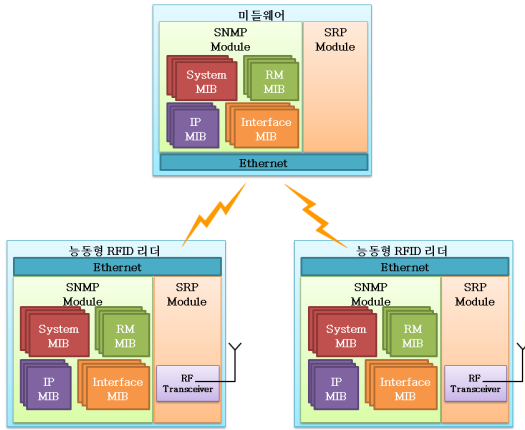 미들웨어
SNMP
Module
SRP
Module
System
MIB
RM
MIB
IP
MIB
Interface
MIB
Ethernet
능동형 RFID 리더
Ethernet
SNMP
Module
SRP
Module
System
MIB
RM
MIB
IP
MIB
Interface
MIB
RF
Transceiver
능동형 RFID 리더
Ethernet
SNMP
Module
SRP
Module
System
MIB
RM
MIB
IP
MIB
Interface
MIB
RF
Transceiver